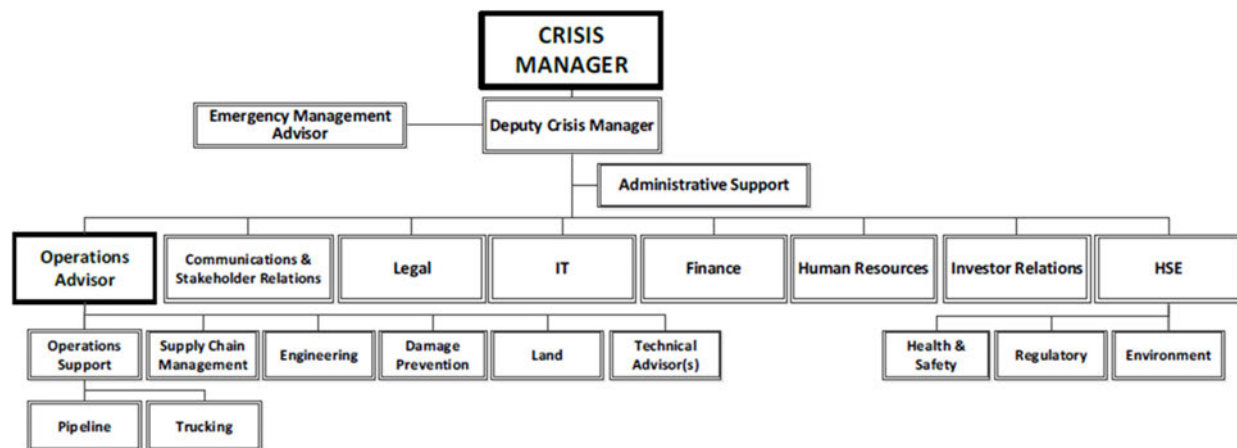 CRISIS
MANAGER
Emergency Management
Advisor
Deputy Crisis Manager
Administrative Support
Operations
Advisor
Communications &
Stakeholder Relations
Legal
IT
Finance
Human Resources
Investor Relations
HSE
Operations
Support
Supply Chain
Management
Engineering
Damage
Prevention
Land
Technical
Advisor(s)
Health &
Safety
Regulatory
Environment
Pipeline
Trucking